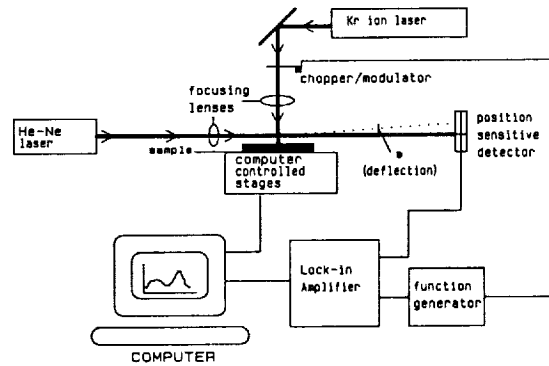 Kr ion laser
chopper/modulator
focusing
lenses
He-Ne
laser
sample
position
sensitive
detector
(deflection)
computer
controlled
stages
Lock-in
Amplifier
function
generator
COMPUTER